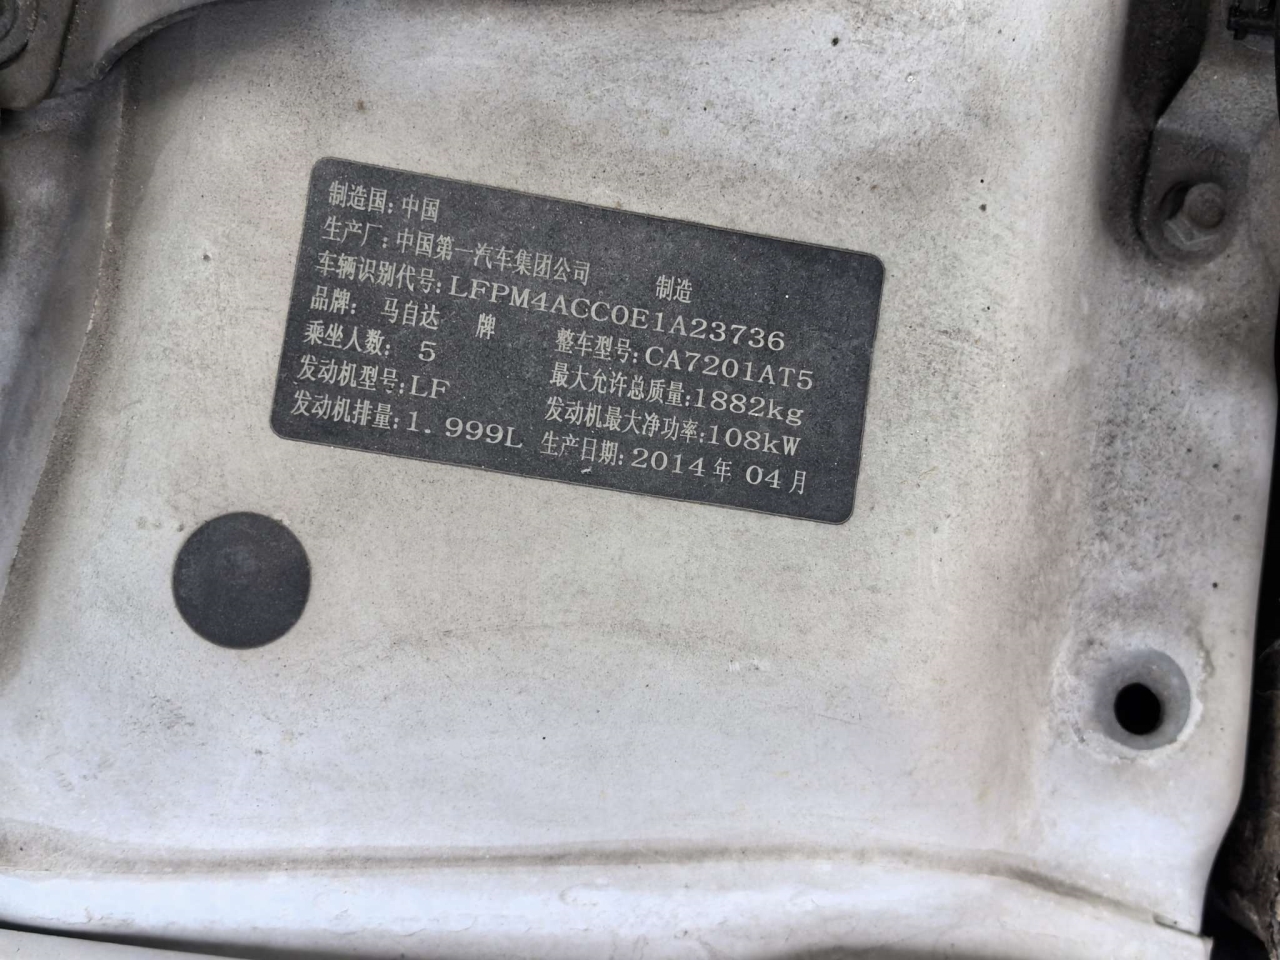 制造国: 中国
生产厂: 中国第一汽车集团公司 制造
车辆识别代号: LFPM4ACC0E1A23736
品牌: 马自达 牌 整车型号: CA7201AT5
乘坐人数: 5 最大允许总质量: 1882kg
发动机型号: LF 发动机最大净功率: 108kW
发动机排量: 1.999L 生产日期: 2014年04月